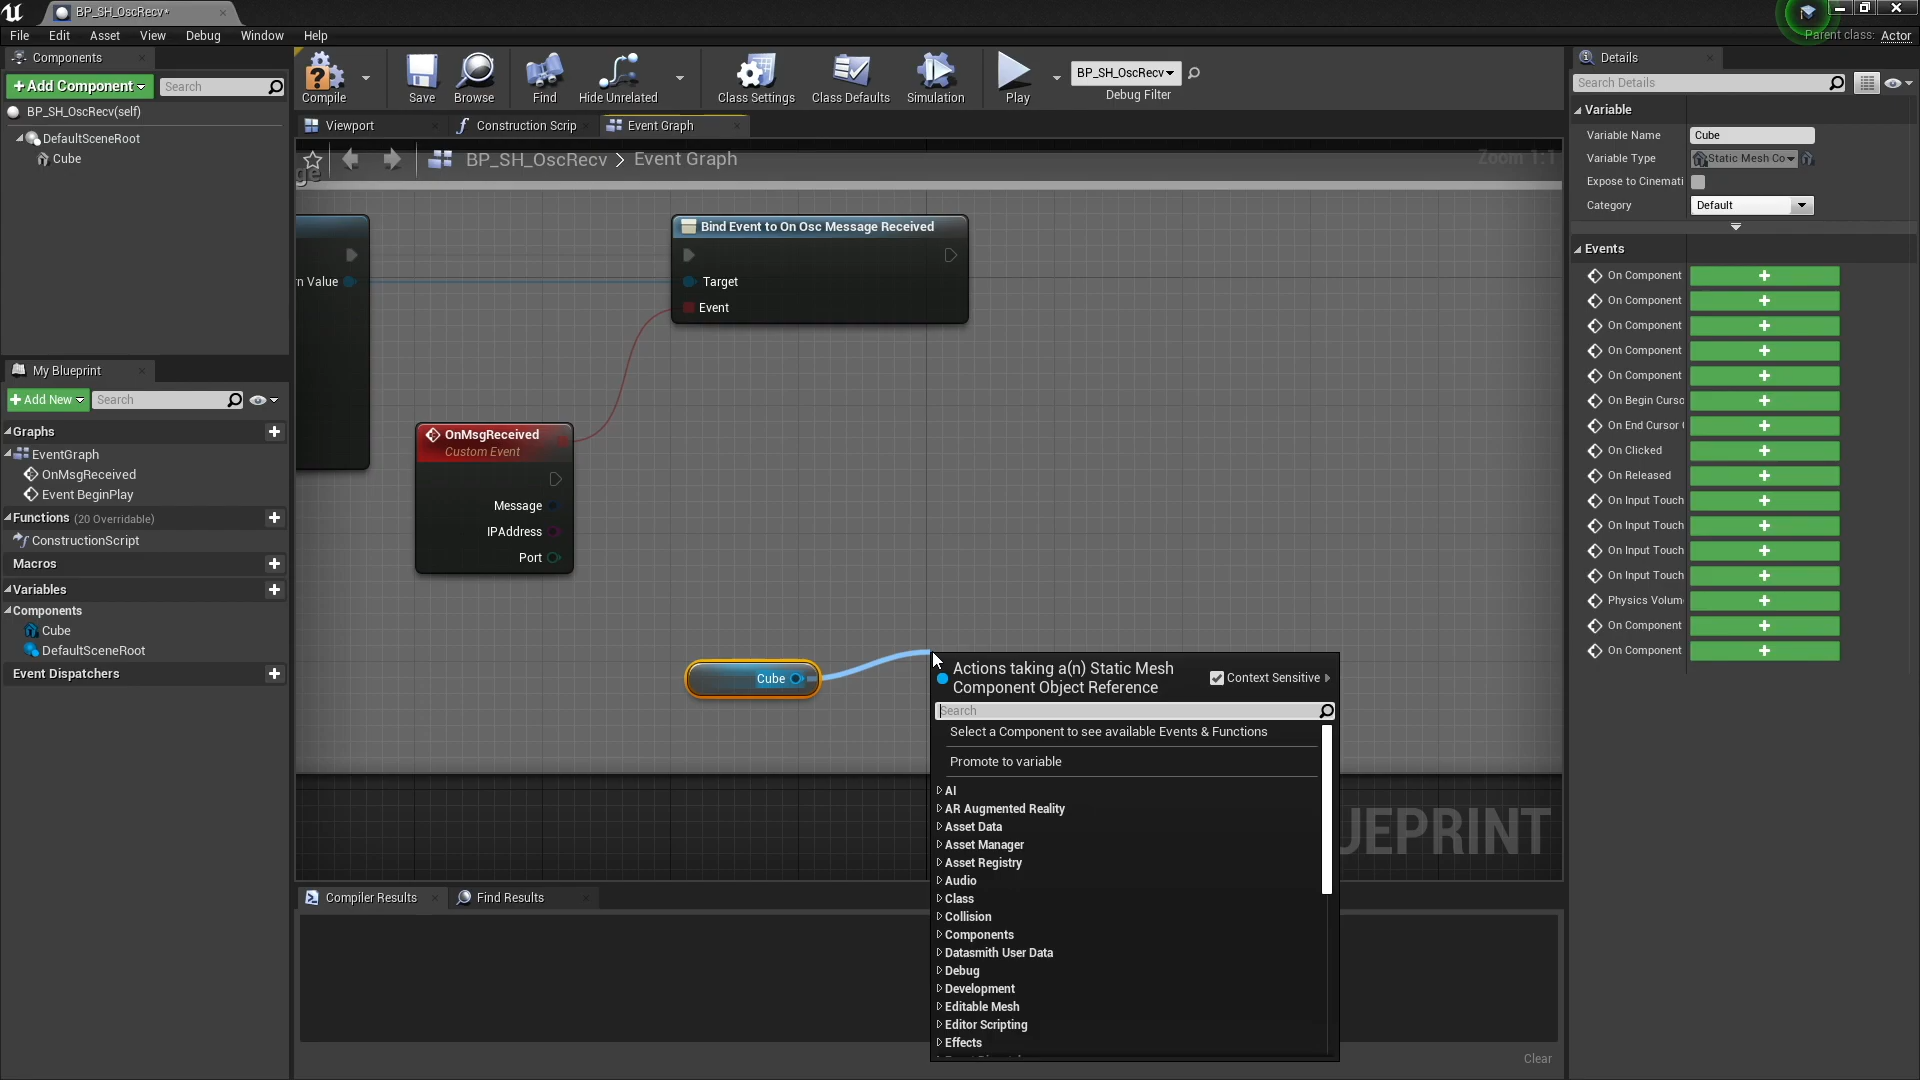 BP_SH_OscRecv*
File Edit Asset View Debug Window Help
Parent class: Actor
Components
+Add Component
Search
BP_SH_OscRecv(self)
DefaultSceneRoot
Cube
Compile
Save
Browse
Find
Hide Unrelated
Class Settings
Class Defaults
Simulation
Play
BP_SH_OscRecv
Debug Filter
Viewport
Construction Scrip
Event Graph
BP_SH_OscRecv > Event Graph
Zoom 1:1
Bind Event to On Osc Message Received
Target
Event
n Value
OnMsgReceived
Custom Event
Message
IPAddress
Port
Cube
My Blueprint
+Add New
Search
Graphs
EventGraph
OnMsgReceived
Event BeginPlay
Functions (20 Overridable)
ConstructionScript
Macros
Variables
Components
Cube
DefaultSceneRoot
Event Dispatchers
Actions taking a(n) Static Mesh
Component Object Reference
Context Sensitive
Search
Select a Component to see available Events & Functions
Promote to variable
AI
AR Augmented Reality
Asset Data
Asset Manager
Asset Registry
Audio
Class
Collision
Components
Datasmith User Data
Debug
Development
Editable Mesh
Editor Scripting
Effects
UEPRINT
Compiler Results
Find Results
Clear
Details
Search Details
Variable
Variable Name Cube
Variable Type Static Mesh Co
Expose to Cinemati
Category Default
Events
On Component
On Component
On Component
On Component
On Component
On Begin Curso
On End Cursor
On Clicked
On Released
On Input Touch
On Input Touch
On Input Touch
On Input Touch
Physics Volum
On Component
On Component